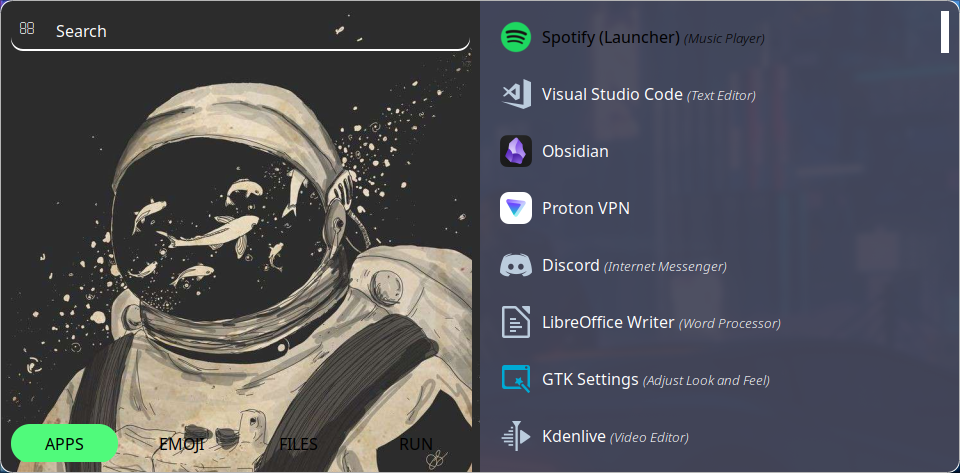 Search
Spotify (Launcher) (Music Player)
Visual Studio Code (Text Editor)
Obsidian
Proton VPN
Discord (Internet Messenger)
LibreOffice Writer (Word Processor)
GTK Settings (Adjust Look and Feel)
Kdenlive (Video Editor)
APPS
EMOJI
FILES
RUN